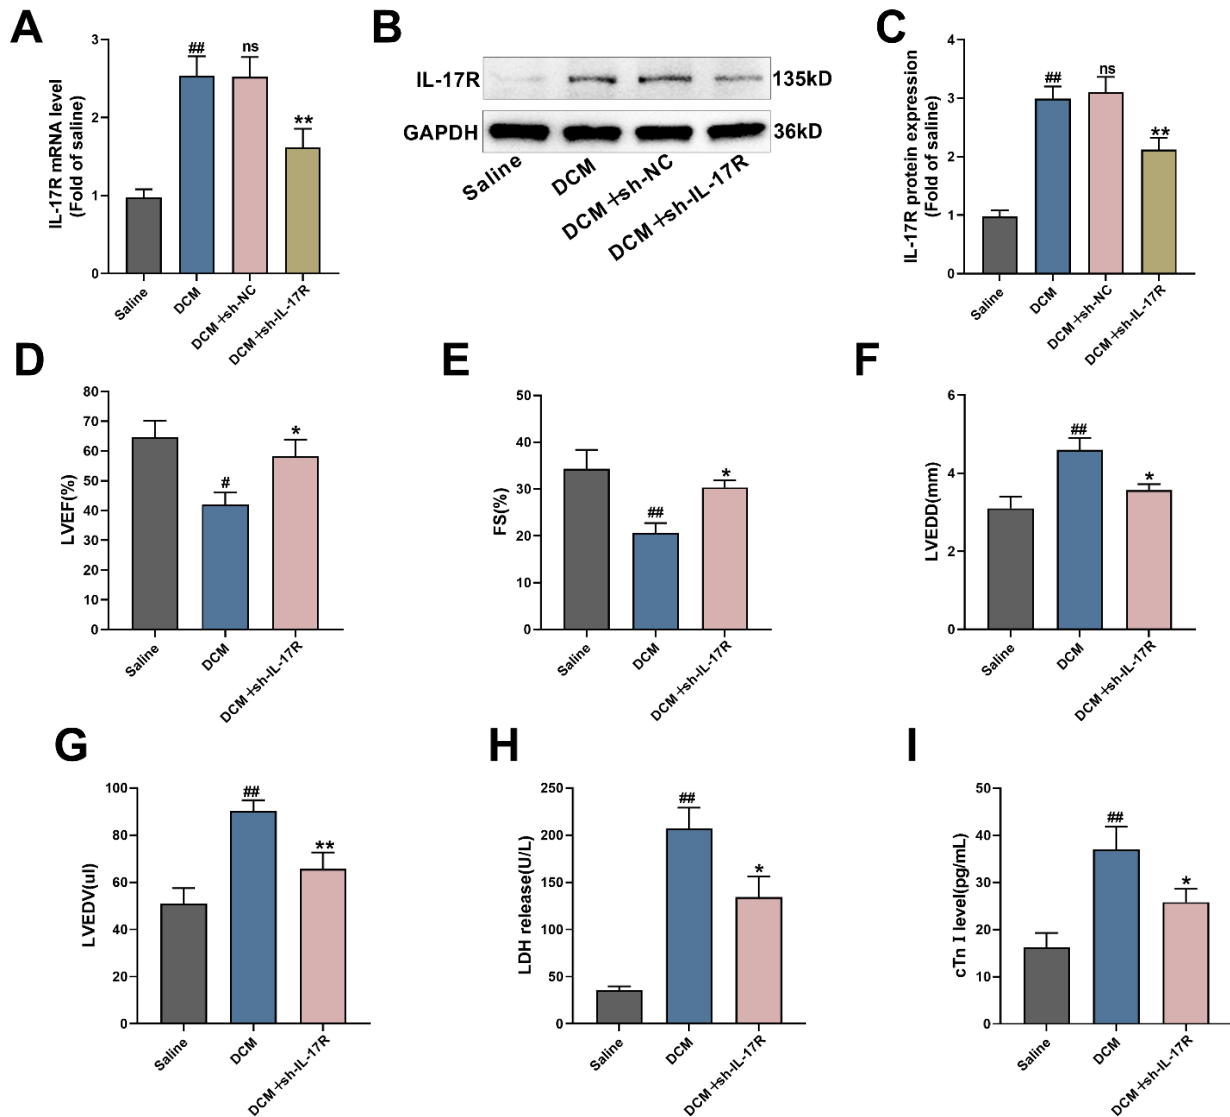 A
IL-17R mRNA level
(Fold of saline)
3
2
1
0
##
ns
**
Saline
DCM
DCM+sh-NC
DCM+sh-IL-17R
B
IL-17R
135kD
GAPDH
36kD
Saline
DCM
DCM+sh-NC
DCM+sh-IL-17R
C
IL-17R protein expression
(Fold of saline)
4
3
2
1
0
##
ns
**
Saline
DCM
DCM+sh-NC
DCM+sh-IL-17R
D
LVEF(%)
80
70
60
50
40
30
20
10
0
#
*
Saline
DCM
DCM+sh-IL-17R
E
FS(%)
50
40
30
20
10
0
##
*
Saline
DCM
DCM+sh-IL-17R
F
LVEDD(mm)
6
4
2
0
##
*
Saline
DCM
DCM+sh-IL-17R
G
LVEDV(ul)
100
80
60
40
20
0
##
**
Saline
DCM
DCM+sh-IL-17R
H
LDH release(U/L)
250
200
150
100
50
0
##
*
Saline
DCM
DCM+sh-IL-17R
I
cTn I level(pg/mL)
50
40
30
20
10
0
##
*
Saline
DCM
DCM+sh-IL-17R